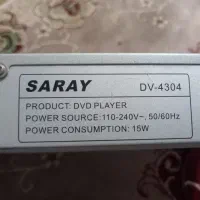 SARAY DV-4304
PRODUCT: DVD PLAYER
POWER SOURCE: 110-240V~. 50/60Hz
POWER CONSUMPTION: 15W